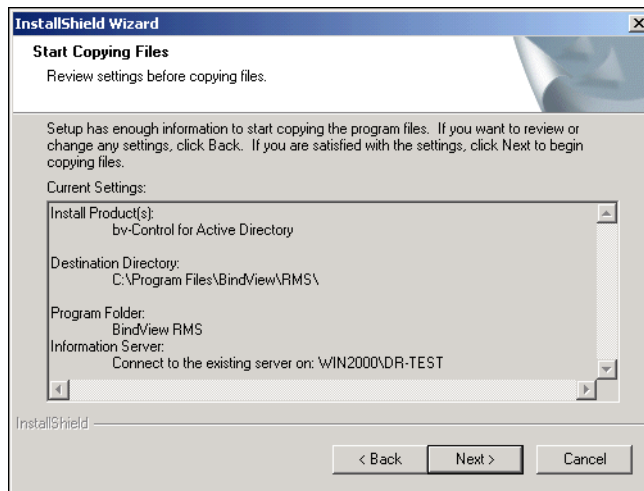 InstallShield Wizard
Start Copying Files
Review settings before copying files.
Setup has enough information to start copying the program files. If you want to review or
change any settings, click Back. If you are satisfied with the settings, click Next to begin
copying files.
Current Settings:
Install Product(s):
bv-Control for Active Directory
Destination Directory:
C:\Program Files\BindView\RMS\
Program Folder:
BindView RMS
Information Server:
Connect to the existing server on: WIN2000\DR-TEST
InstallShield
< Back
Next >
Cancel